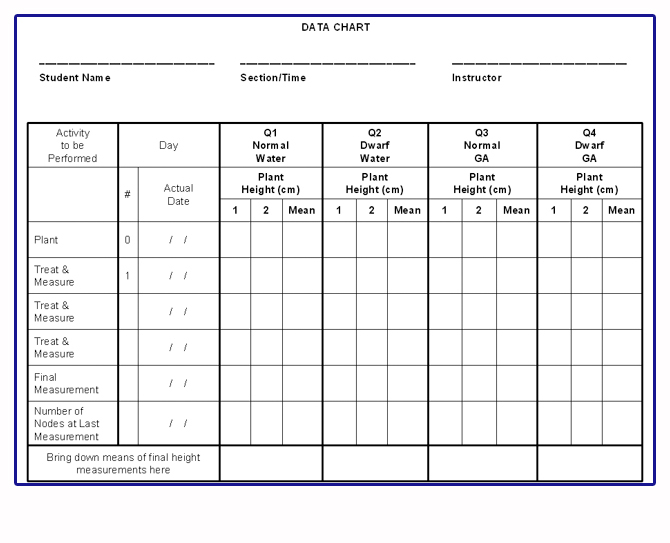 DATA CHART
Student Name Section/Time Instructor
Activity to be Performed Day Q1 Normal Water Q2 Dwarf Water Q3 Normal GA Q4 Dwarf GA
# Actual Date Plant Height (cm) Plant Height (cm) Plant Height (cm) Plant Height (cm)
1 2 Mean 1 2 Mean 1 2 Mean 1 2 Mean
Plant 0 / /
Treat & Measure 1 / /
Treat & Measure / /
Treat & Measure / /
Final Measurement / /
Number of Nodes at Last Measurement / /
Bring down means of final height
measurements here